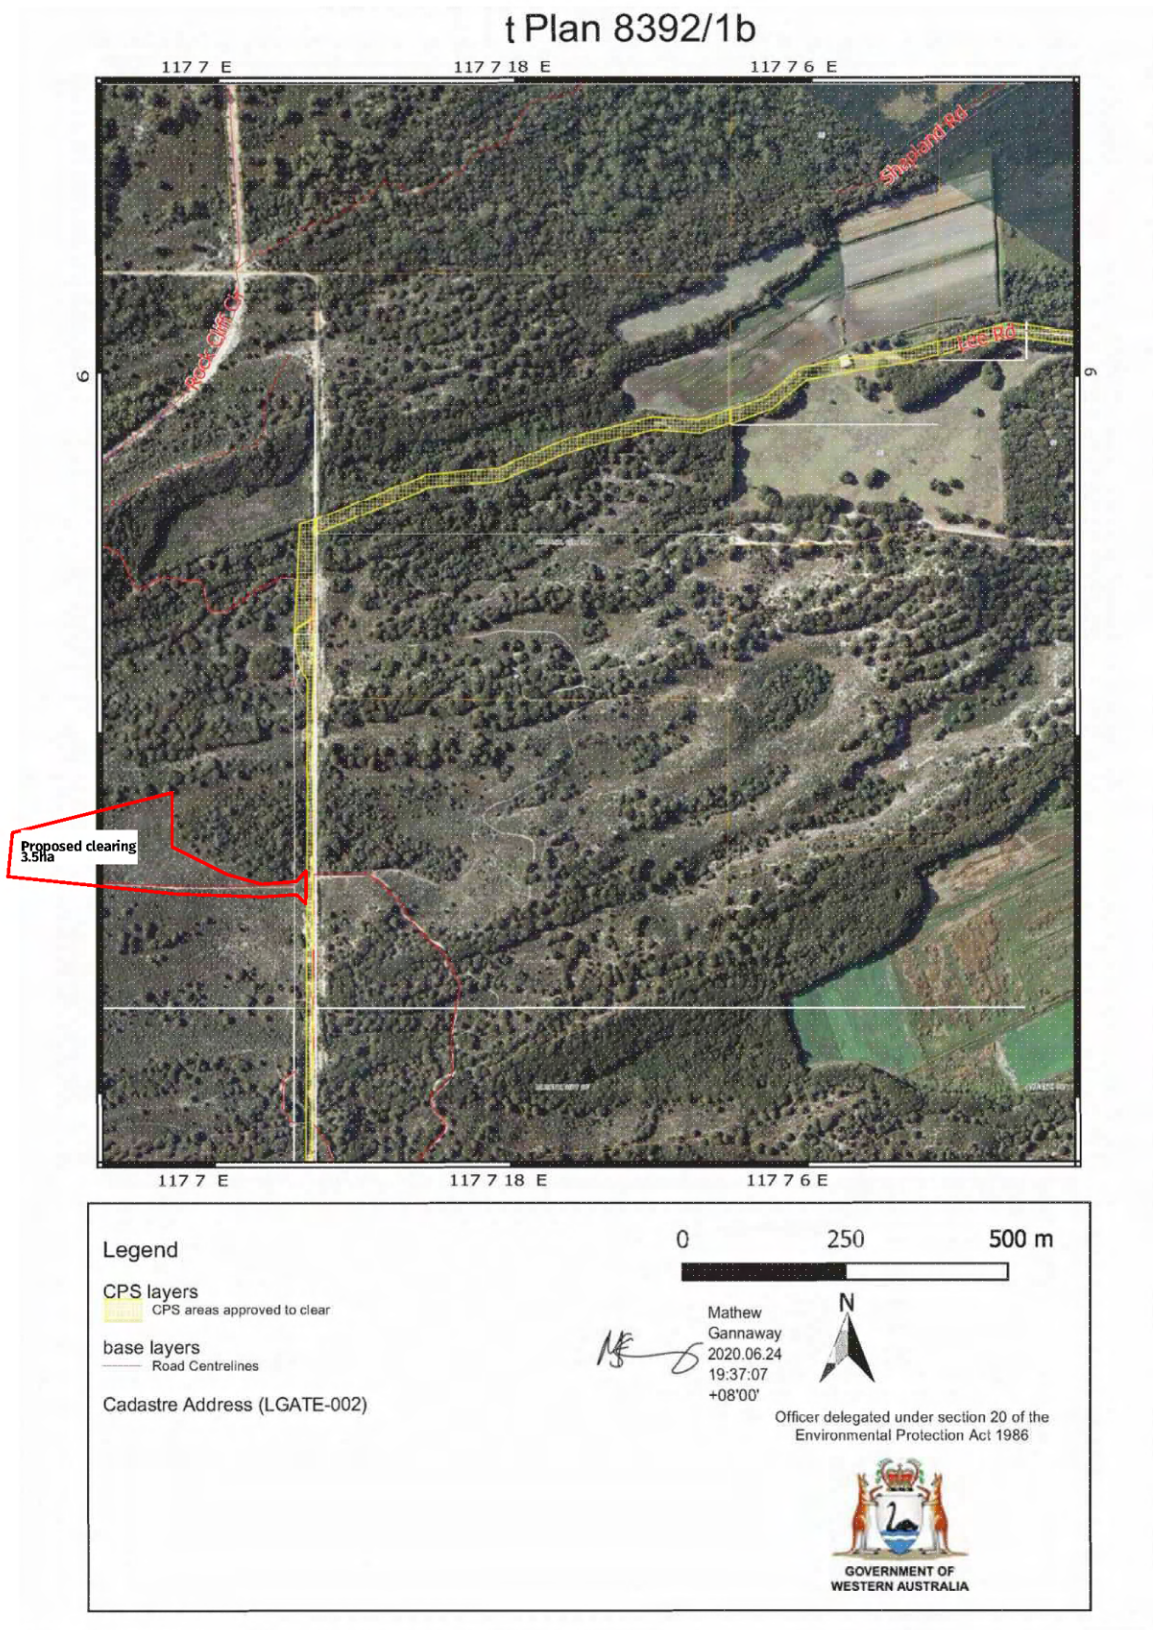 t Plan 8392/1b
117 7 E
117 7 18 E
117 7 6 E
Shapland Rd
Rock Cliff Cr
Lee Rd
6
6
Proposed clearing
3.5ha
117 7 E
117 7 18 E
117 7 6 E
Legend
CPS layers
CPS areas approved to clear
base layers
Road Centrelines
Cadastre Address (LGATE-002)
0 250 500 m
Mathew
Gannaway
2020.06.24
19:37:07
+08'00'
N
Officer delegated under section 20 of the
Environmental Protection Act 1986
GOVERNMENT OF
WESTERN AUSTRALIA